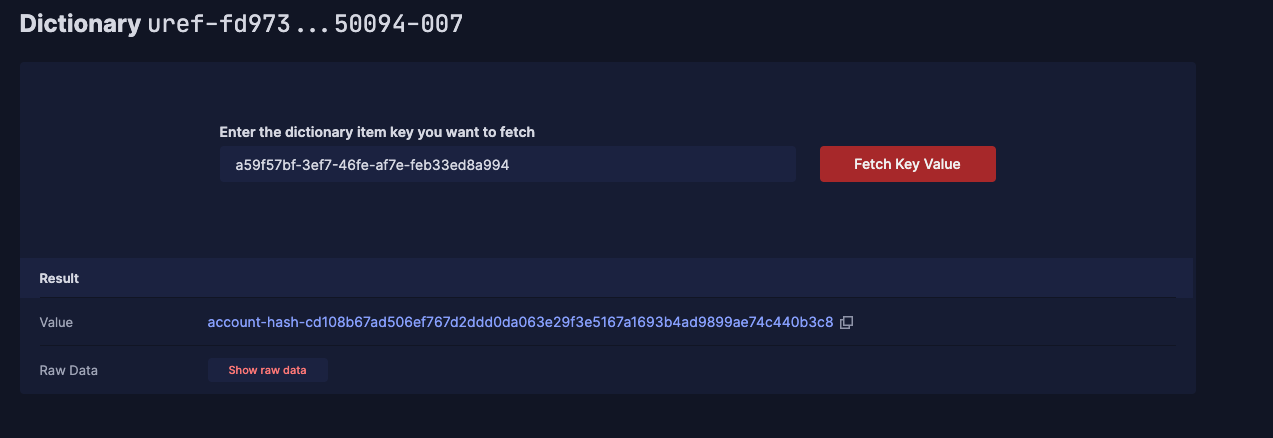 Dictionary uref-fd973...50094-007
Enter the dictionary item key you want to fetch
a59f57bf-3ef7-46fe-af7e-feb33ed8a994
Fetch Key Value
Result
Value account-hash-cd108b67ad506ef767d2ddd0da063e29f3e5167a1693b4ad9899ae74c440b3c8
Raw Data Show raw data